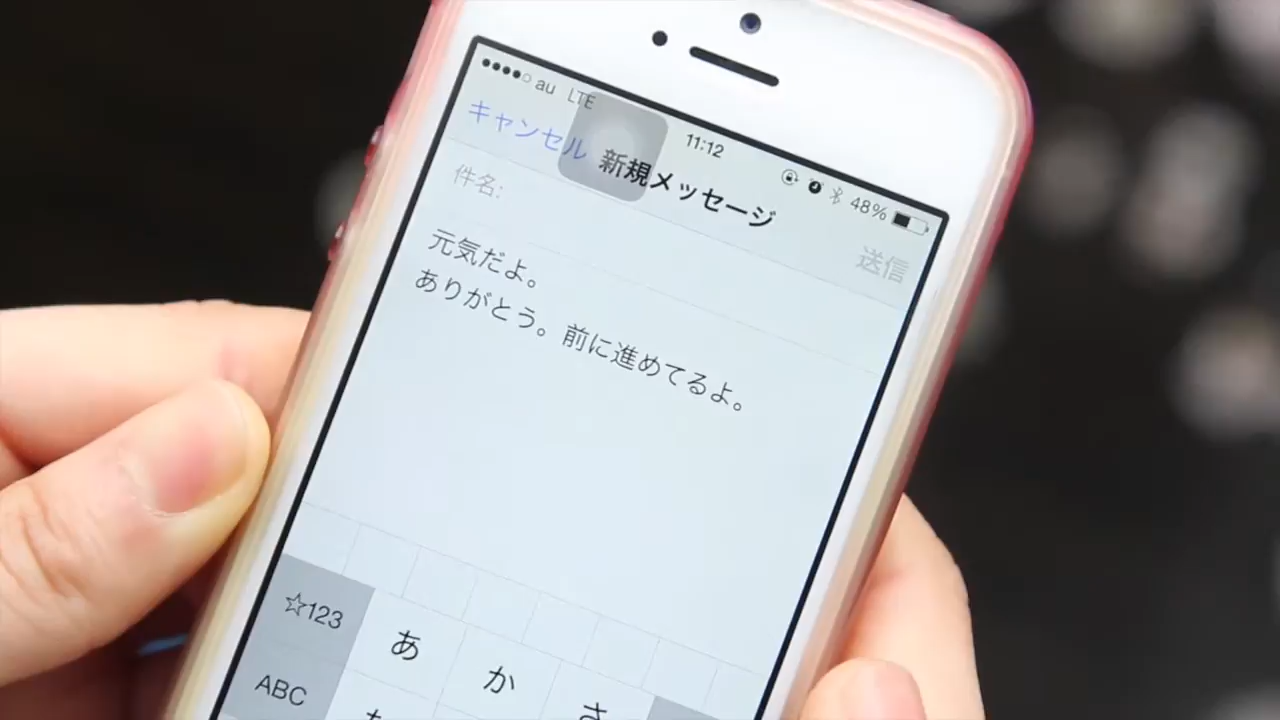 au LTE 11:12 48%
キャンセル 新規メッセージ 送信
件名:
元気だよ。
ありがとう。前に進めてるよ。
☆123 あ か さ
ABC